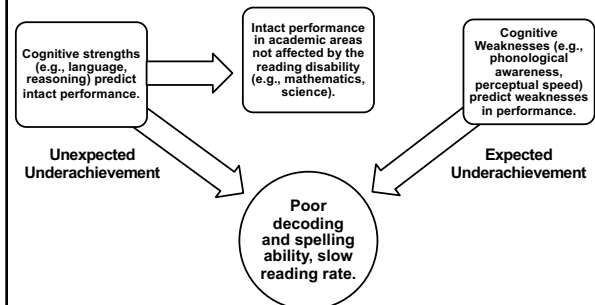 Cognitive strengths
(e.g., language,
reasoning) predict
intact performance.
Intact performance
in academic areas
not affected by the
reading disability
(e.g., mathematics,
science).
Cognitive
Weaknesses (e.g.,
phonological
awareness,
perceptual speed)
predict weaknesses
in performance.
Unexpected
Underachievement
Expected
Underachievement
Poor
decoding
and spelling
ability, slow
reading rate.